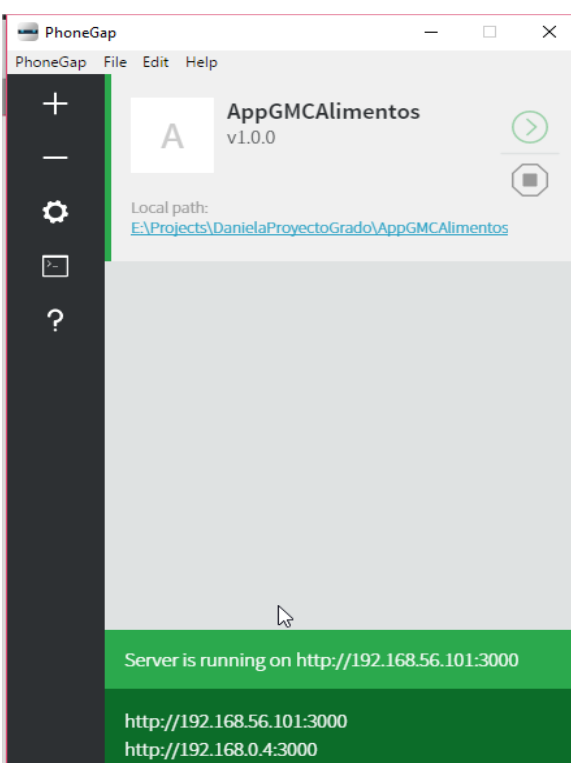 PhoneGap
PhoneGap File Edit Help
A
AppGMCAlimentos
v1.0.0
Local path:
E:\Projects\DanielaProyectoGrado\AppGMCAlimentos
Server is running on http://192.168.56.101:3000
http://192.168.56.101:3000
http://192.168.0.4:3000